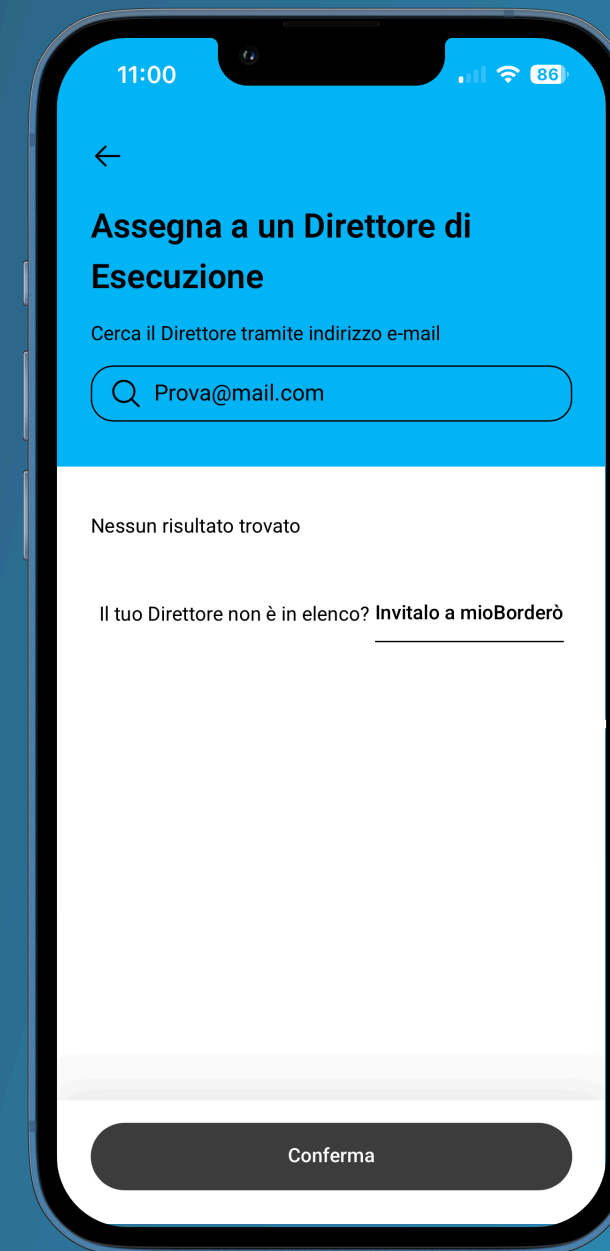 11:00
86
Assegna a un Direttore di
Esecuzione
Cerca il Direttore tramite indirizzo e-mail
Prova@mail.com
Nessun risultato trovato
Il tuo Direttore non è in elenco? Invitalo a mioBorderò
Conferma